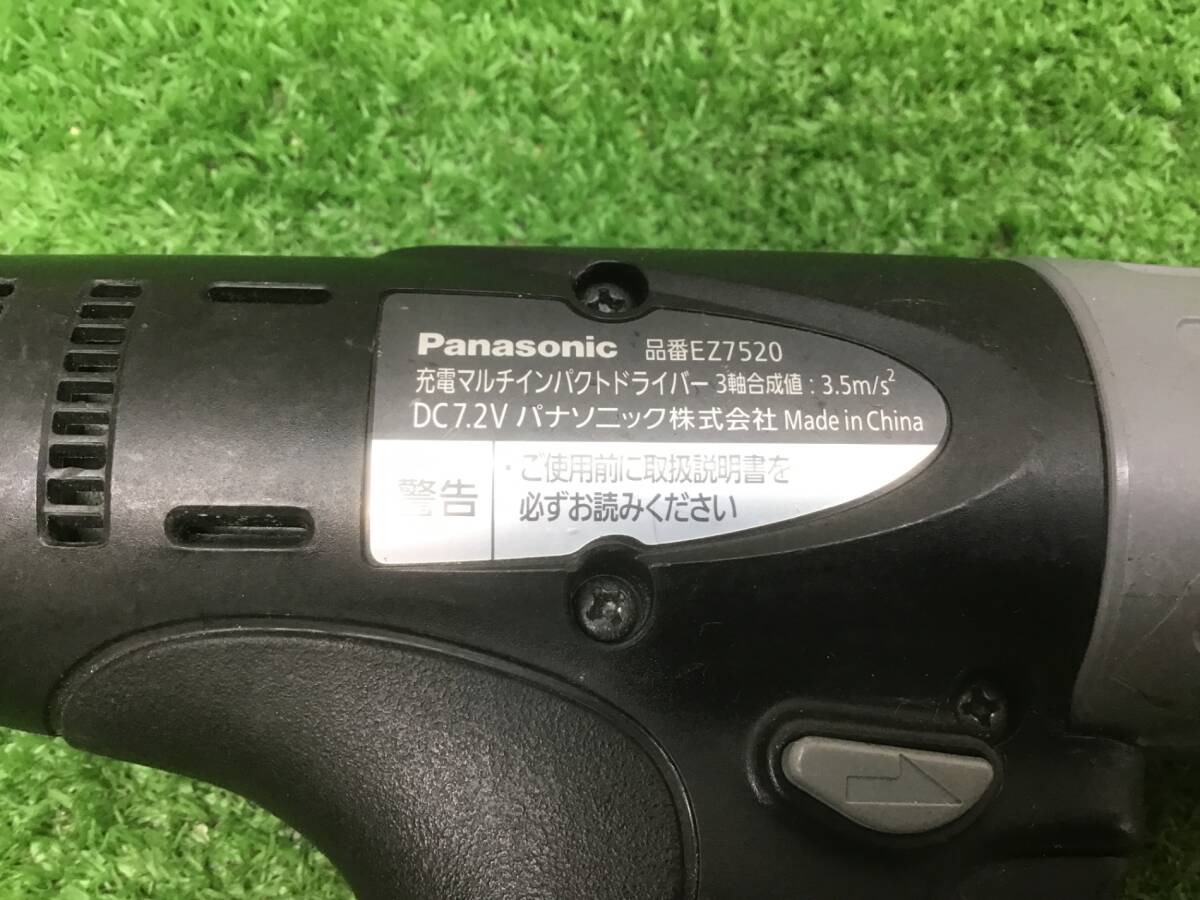 Panasonic 品番EZ7520
充電マルチインパクトドライバー 3軸合成値：3.5m/s²
DC7.2V パナソニック株式会社 Made in China
警告
・ご使用前に取扱説明書を
必ずお読みください